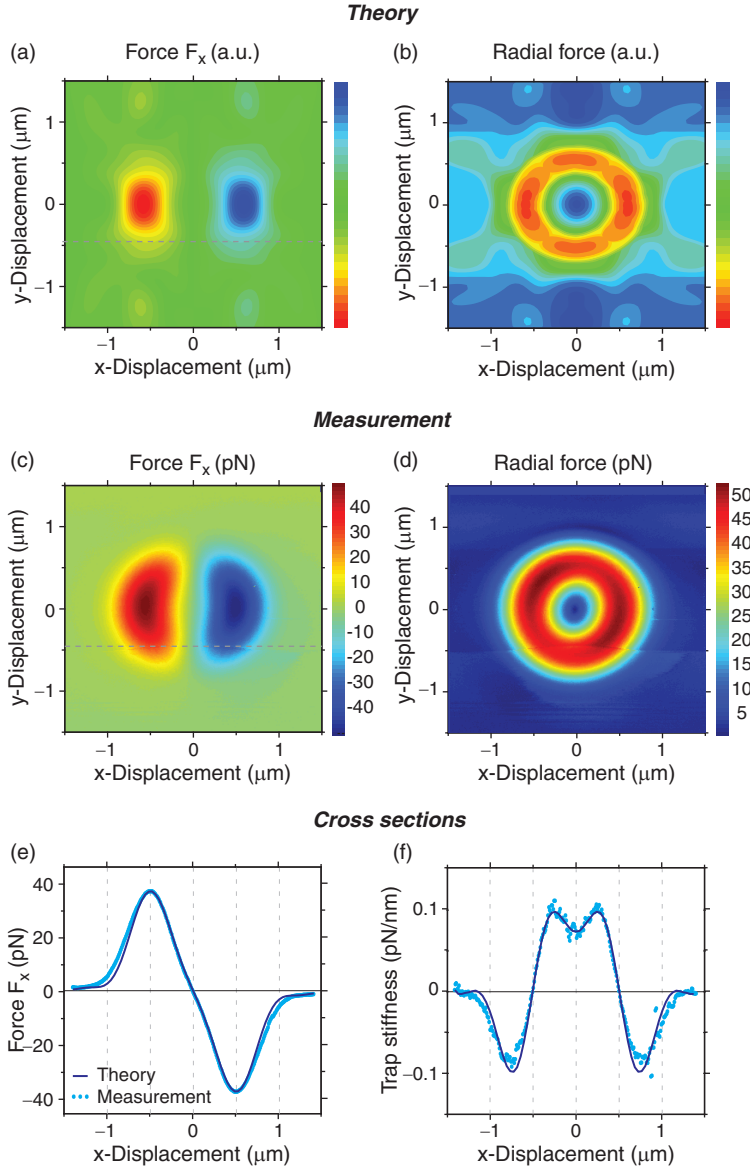 Theory
(a) Force Fx (a.u.)
y-Displacement (μm)
1
0
−1
−1 0 1
x-Displacement (μm)
(b) Radial force (a.u.)
y-Displacement (μm)
1
0
−1
−1 0 1
x-Displacement (μm)
Measurement
(c) Force Fx (pN)
y-Displacement (μm)
1
0
−1
−1 0 1
x-Displacement (μm)
40
30
20
10
0
-10
-20
-30
-40
(d) Radial force (pN)
y-Displacement (μm)
1
0
−1
−1 0 1
x-Displacement (μm)
50
45
40
35
30
25
20
15
10
5
Cross sections
(e)
Force Fx (pN)
40
20
0
−20
−40
Theory
Measurement
−1 0 1
x-Displacement (μm)
(f)
Trap stiffness (pN/nm)
0.1
0
−0.1
−1 0 1
x-Displacement (μm)